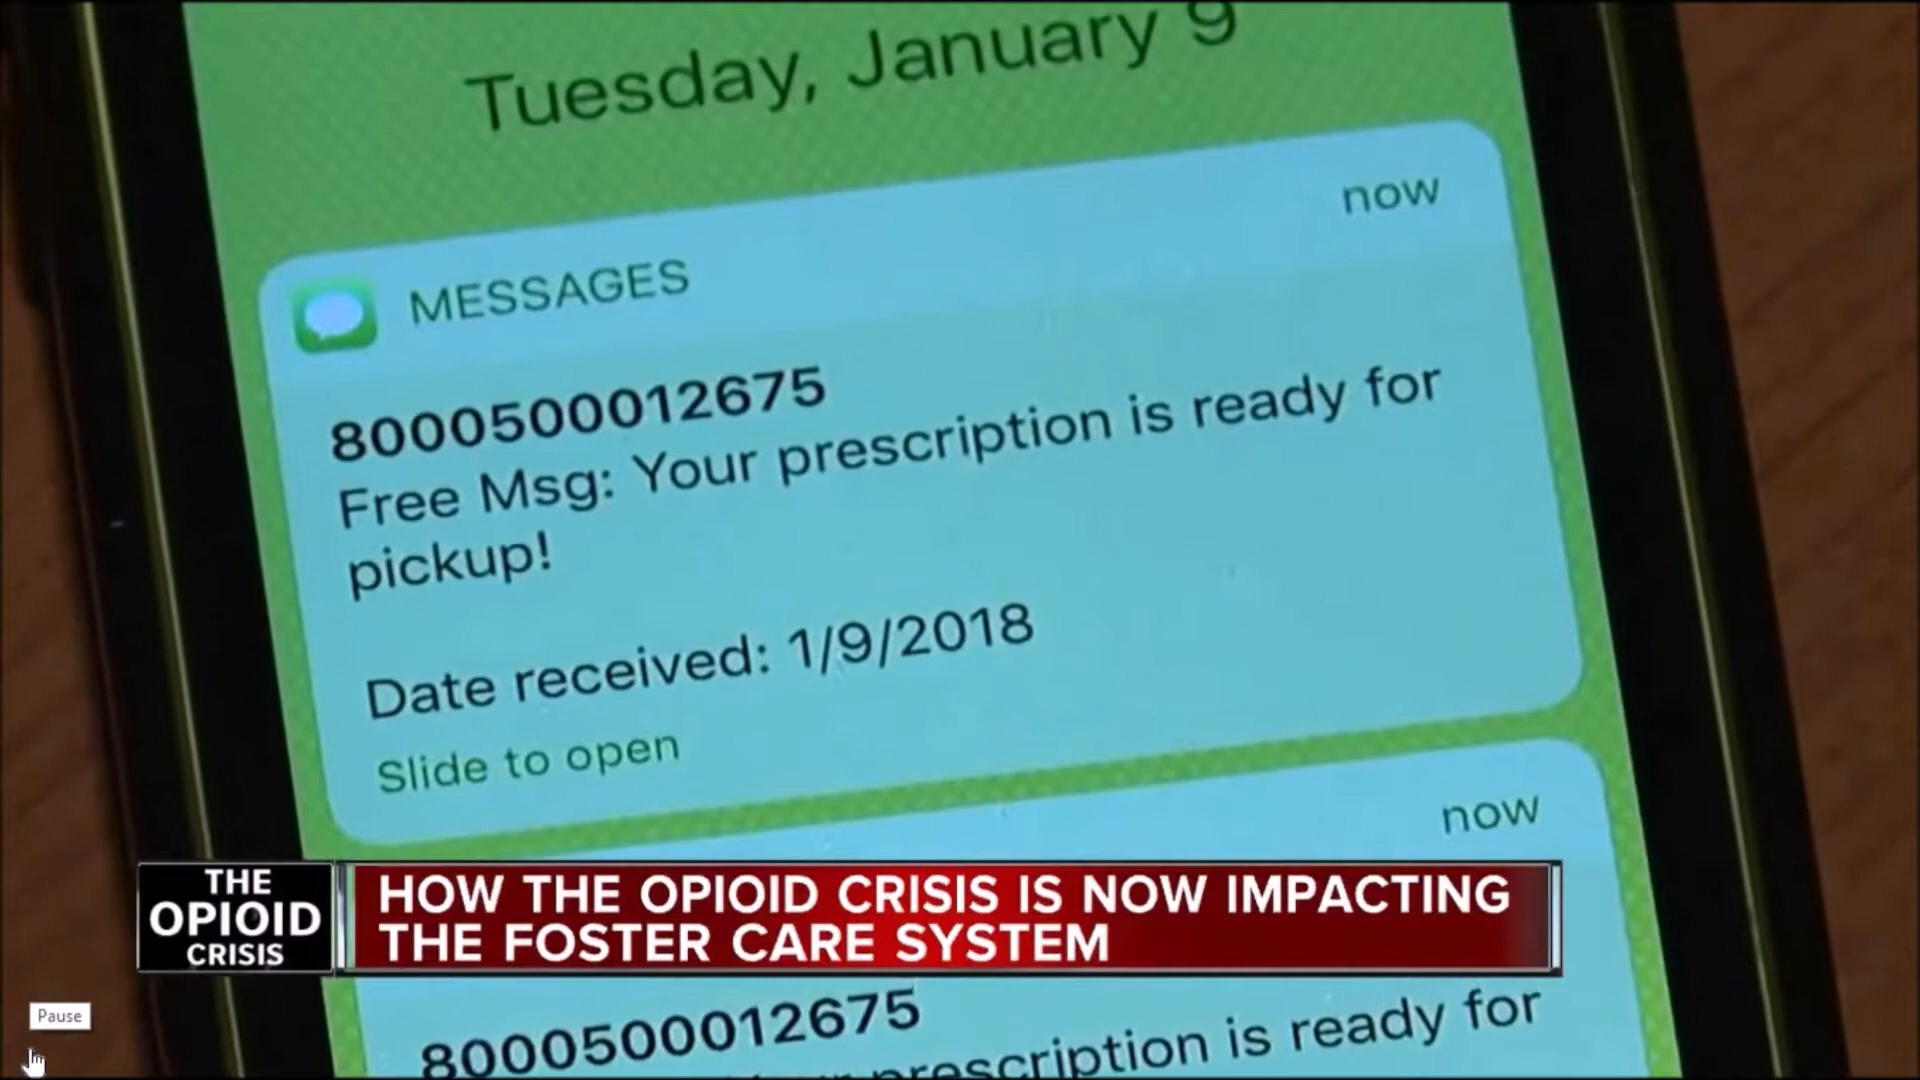 Tuesday, January 9
now
MESSAGES
8000500012675
Free Msg: Your prescription is ready for
pickup!
Date received: 1/9/2018
Slide to open
now
THE
OPIOID
CRISIS
HOW THE OPIOID CRISIS IS NOW IMPACTING
THE FOSTER CARE SYSTEM
8000500012675
prescription is ready for
Pause